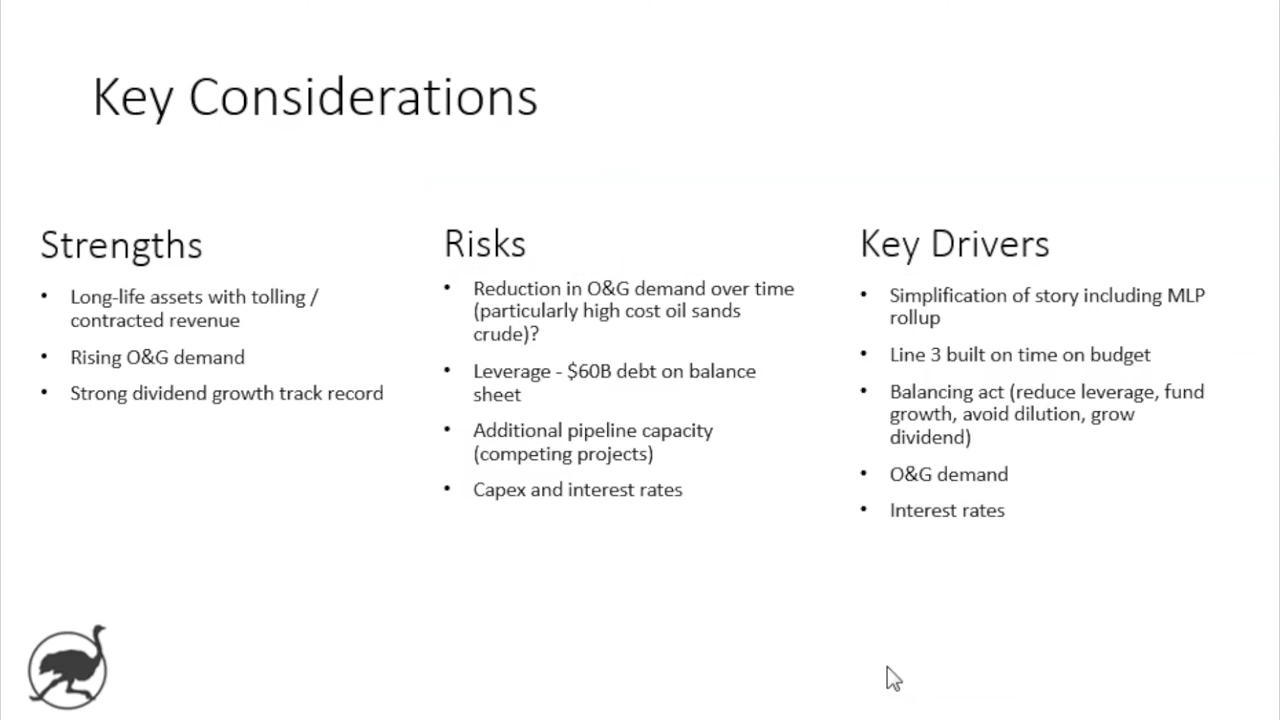 Key Considerations
Strengths
• Long-life assets with tolling /
contracted revenue
• Rising O&G demand
• Strong dividend growth track record
Risks
• Reduction in O&G demand over time
(particularly high cost oil sands
crude)?
• Leverage - $60B debt on balance
sheet
• Additional pipeline capacity
(competing projects)
• Capex and interest rates
Key Drivers
• Simplification of story including MLP
rollup
• Line 3 built on time on budget
• Balancing act (reduce leverage, fund
growth, avoid dilution, grow
dividend)
• O&G demand
• Interest rates